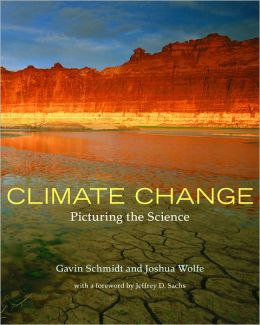 CLIMATE CHANGE
Picturing the Science
Gavin Schmidt and Joshua Wolfe
with a foreword by Jeffrey D. Sachs